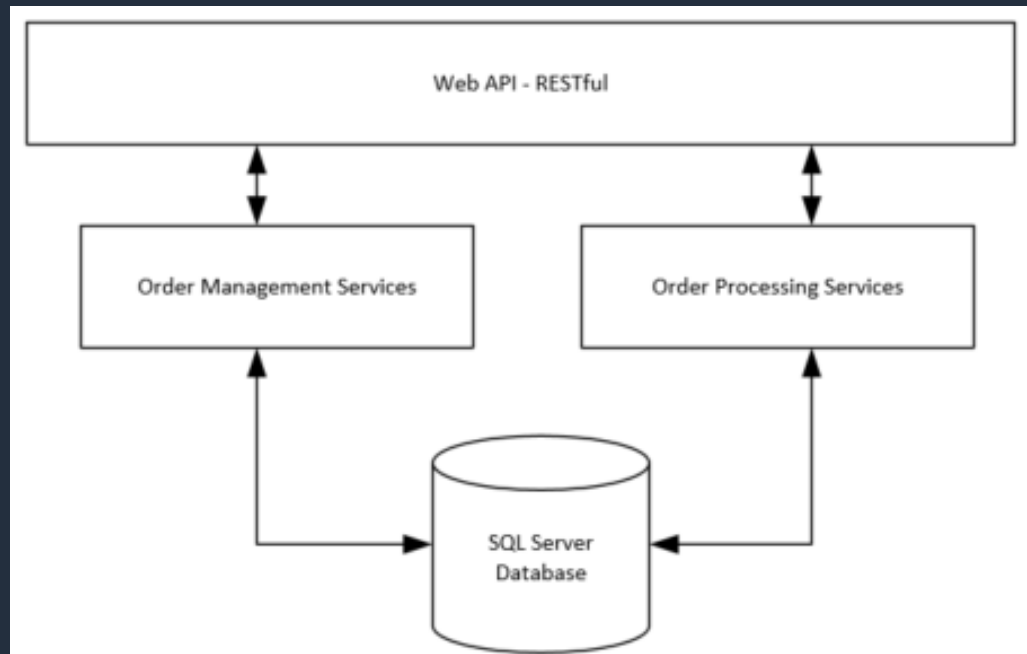 Web API - RESTful
Order Management Services
Order Processing Services
SQL Server
Database